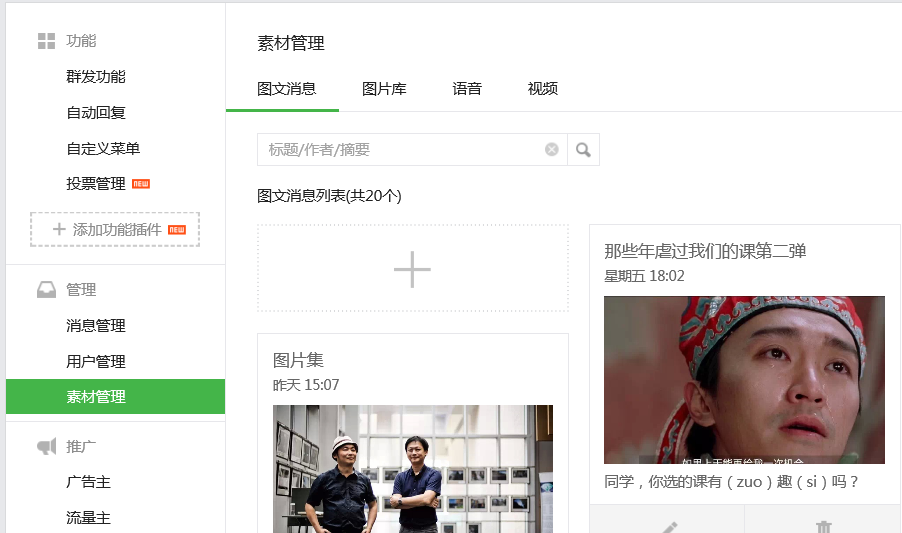 功能
群发功能
自动回复
自定义菜单
投票管理 NEW
添加功能插件 NEW
管理
消息管理
用户管理
素材管理
推广
广告主
流量主
素材管理
图文消息 图片库 语音 视频
标题/作者/摘要
图文消息列表(共20个)
图片集
昨天 15:07
那些年虐过我们的课第二弹
星期五 18:02
如果上天能再给我一次机会
同学，你选的课有（zuo）趣（si）吗？